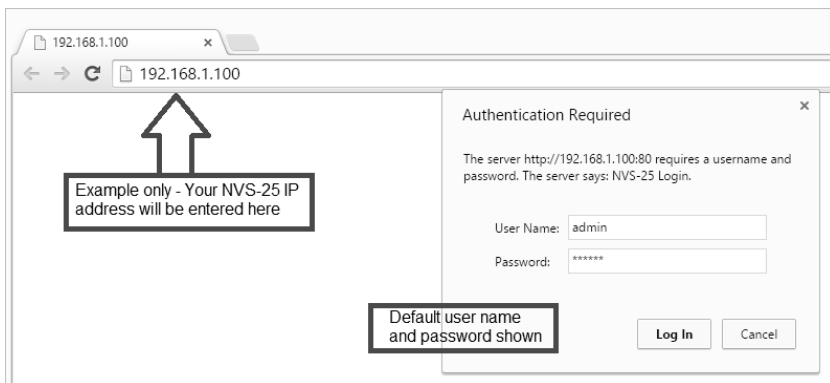 192.168.1.100
192.168.1.100
Authentication Required
The server http://192.168.1.100:80 requires a username and
password. The server says: NVS-25 Login.
Example only - Your NVS-25 IP
address will be entered here
User Name: admin
Password: ******
Default user name
and password shown
Log In Cancel